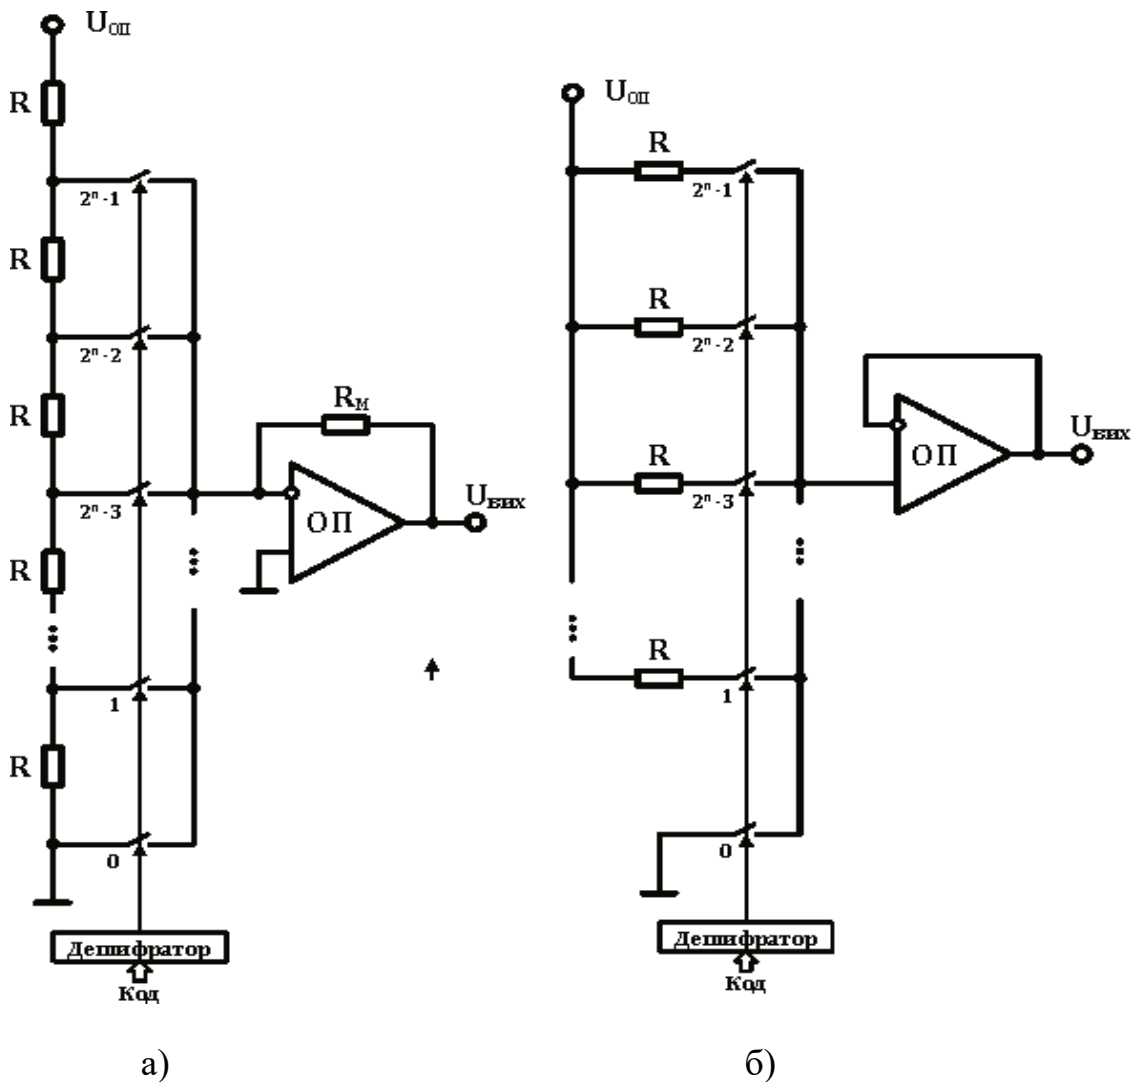 Uоп
R
2ⁿ-1
R
2ⁿ-2
R
2ⁿ-3
R
1
R
0
Rм
ОП
Uвих
Дешифратор
Код
а)
Uоп
R
2ⁿ-1
R
2ⁿ-2
R
2ⁿ-3
R
1
0
ОП
Uвих
Дешифратор
Код
б)